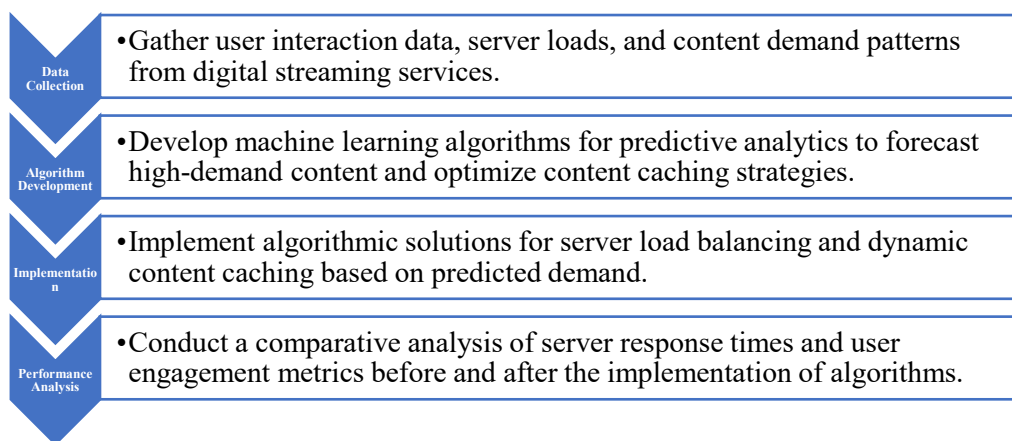 Data
Collection
•Gather user interaction data, server loads, and content demand patterns
from digital streaming services.
Algorithm
Development
•Develop machine learning algorithms for predictive analytics to forecast
high-demand content and optimize content caching strategies.
Implementatio
n
•Implement algorithmic solutions for server load balancing and dynamic
content caching based on predicted demand.
Performance
Analysis
•Conduct a comparative analysis of server response times and user
engagement metrics before and after the implementation of algorithms.